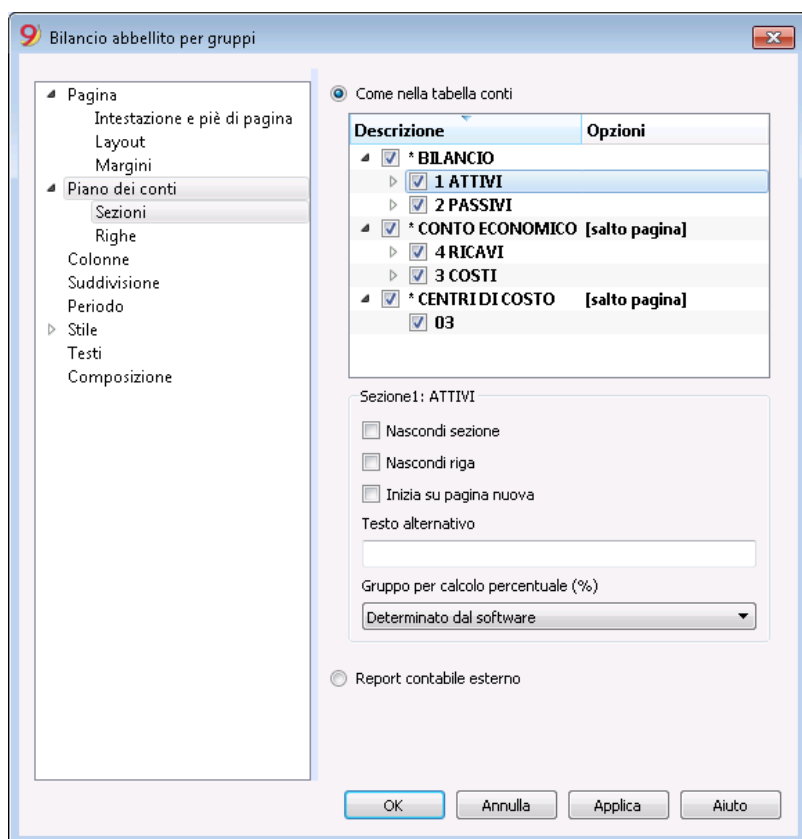 Bilancio abbellito per gruppi
Pagina
Intestazione e piè di pagina
Layout
Margini
Piano dei conti
Sezioni
Righe
Colonne
Suddivisione
Periodo
Stile
Testi
Composizione
Come nella tabella conti
Descrizione Opzioni
* BILANCIO
1 ATTIVI
2 PASSIVI
* CONTO ECONOMICO [salto pagina]
4 RICAVI
3 COSTI
* CENTRI DI COSTO [salto pagina]
03
Sezione1: ATTIVI
Nascondi sezione
Nascondi riga
Inizia su pagina nuova
Testo alternativo
Gruppo per calcolo percentuale (%)
Determinato dal software
Report contabile esterno
OK Annulla Applica Aiuto